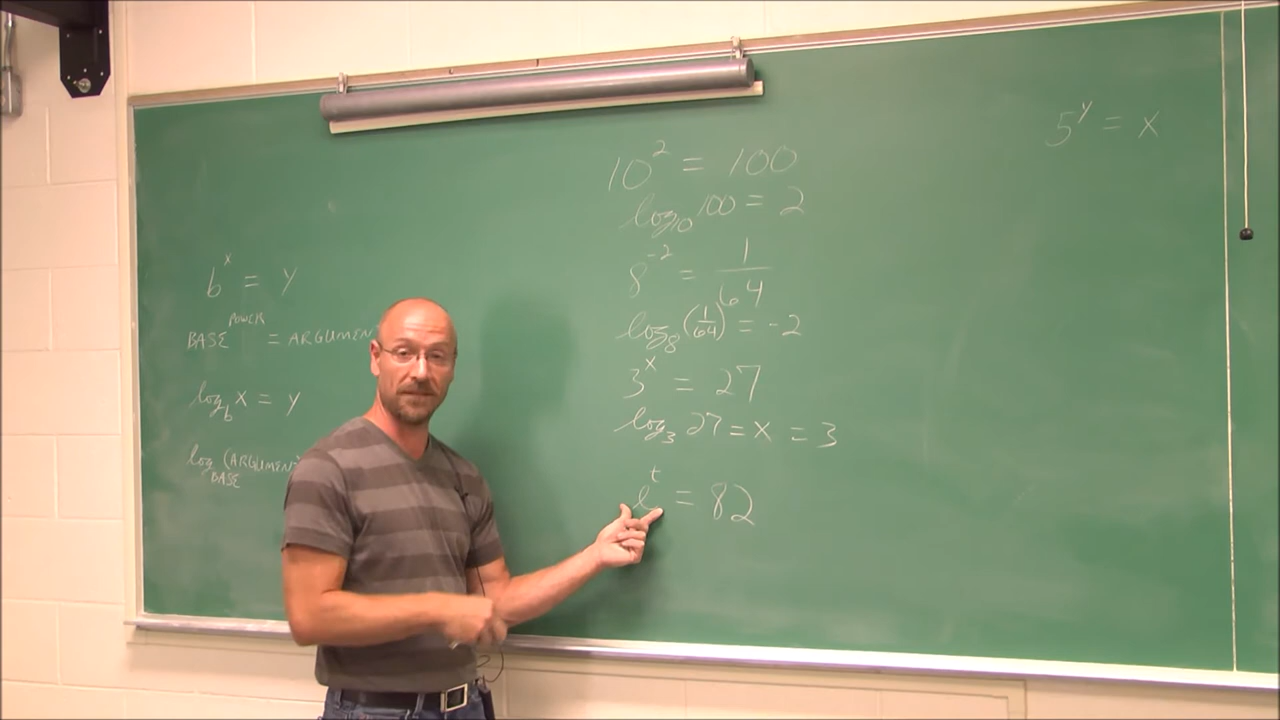 b^x = y
BASE^POWER = ARGUMEN
log_b x = y
log_BASE (ARGUMENT)
10^2 = 100
log_10 100 = 2
8^-2 = 1/64
log_8 (1/64) = -2
3^x = 27
log_3 27 = x = 3
e^t = 82
5^y = x